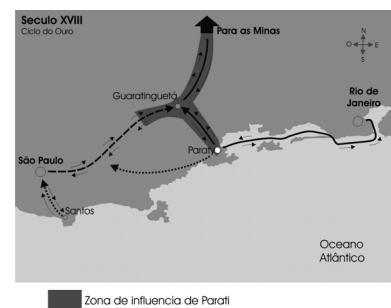 Seculo XVIII
Ciclo do Ouro
Para as Minas
N
O
E
S
Guaratinguetá
Rio de
Janeiro
São Paulo
Paraty
Santos
Oceano
Atlântico
Zona de influencia de Parati